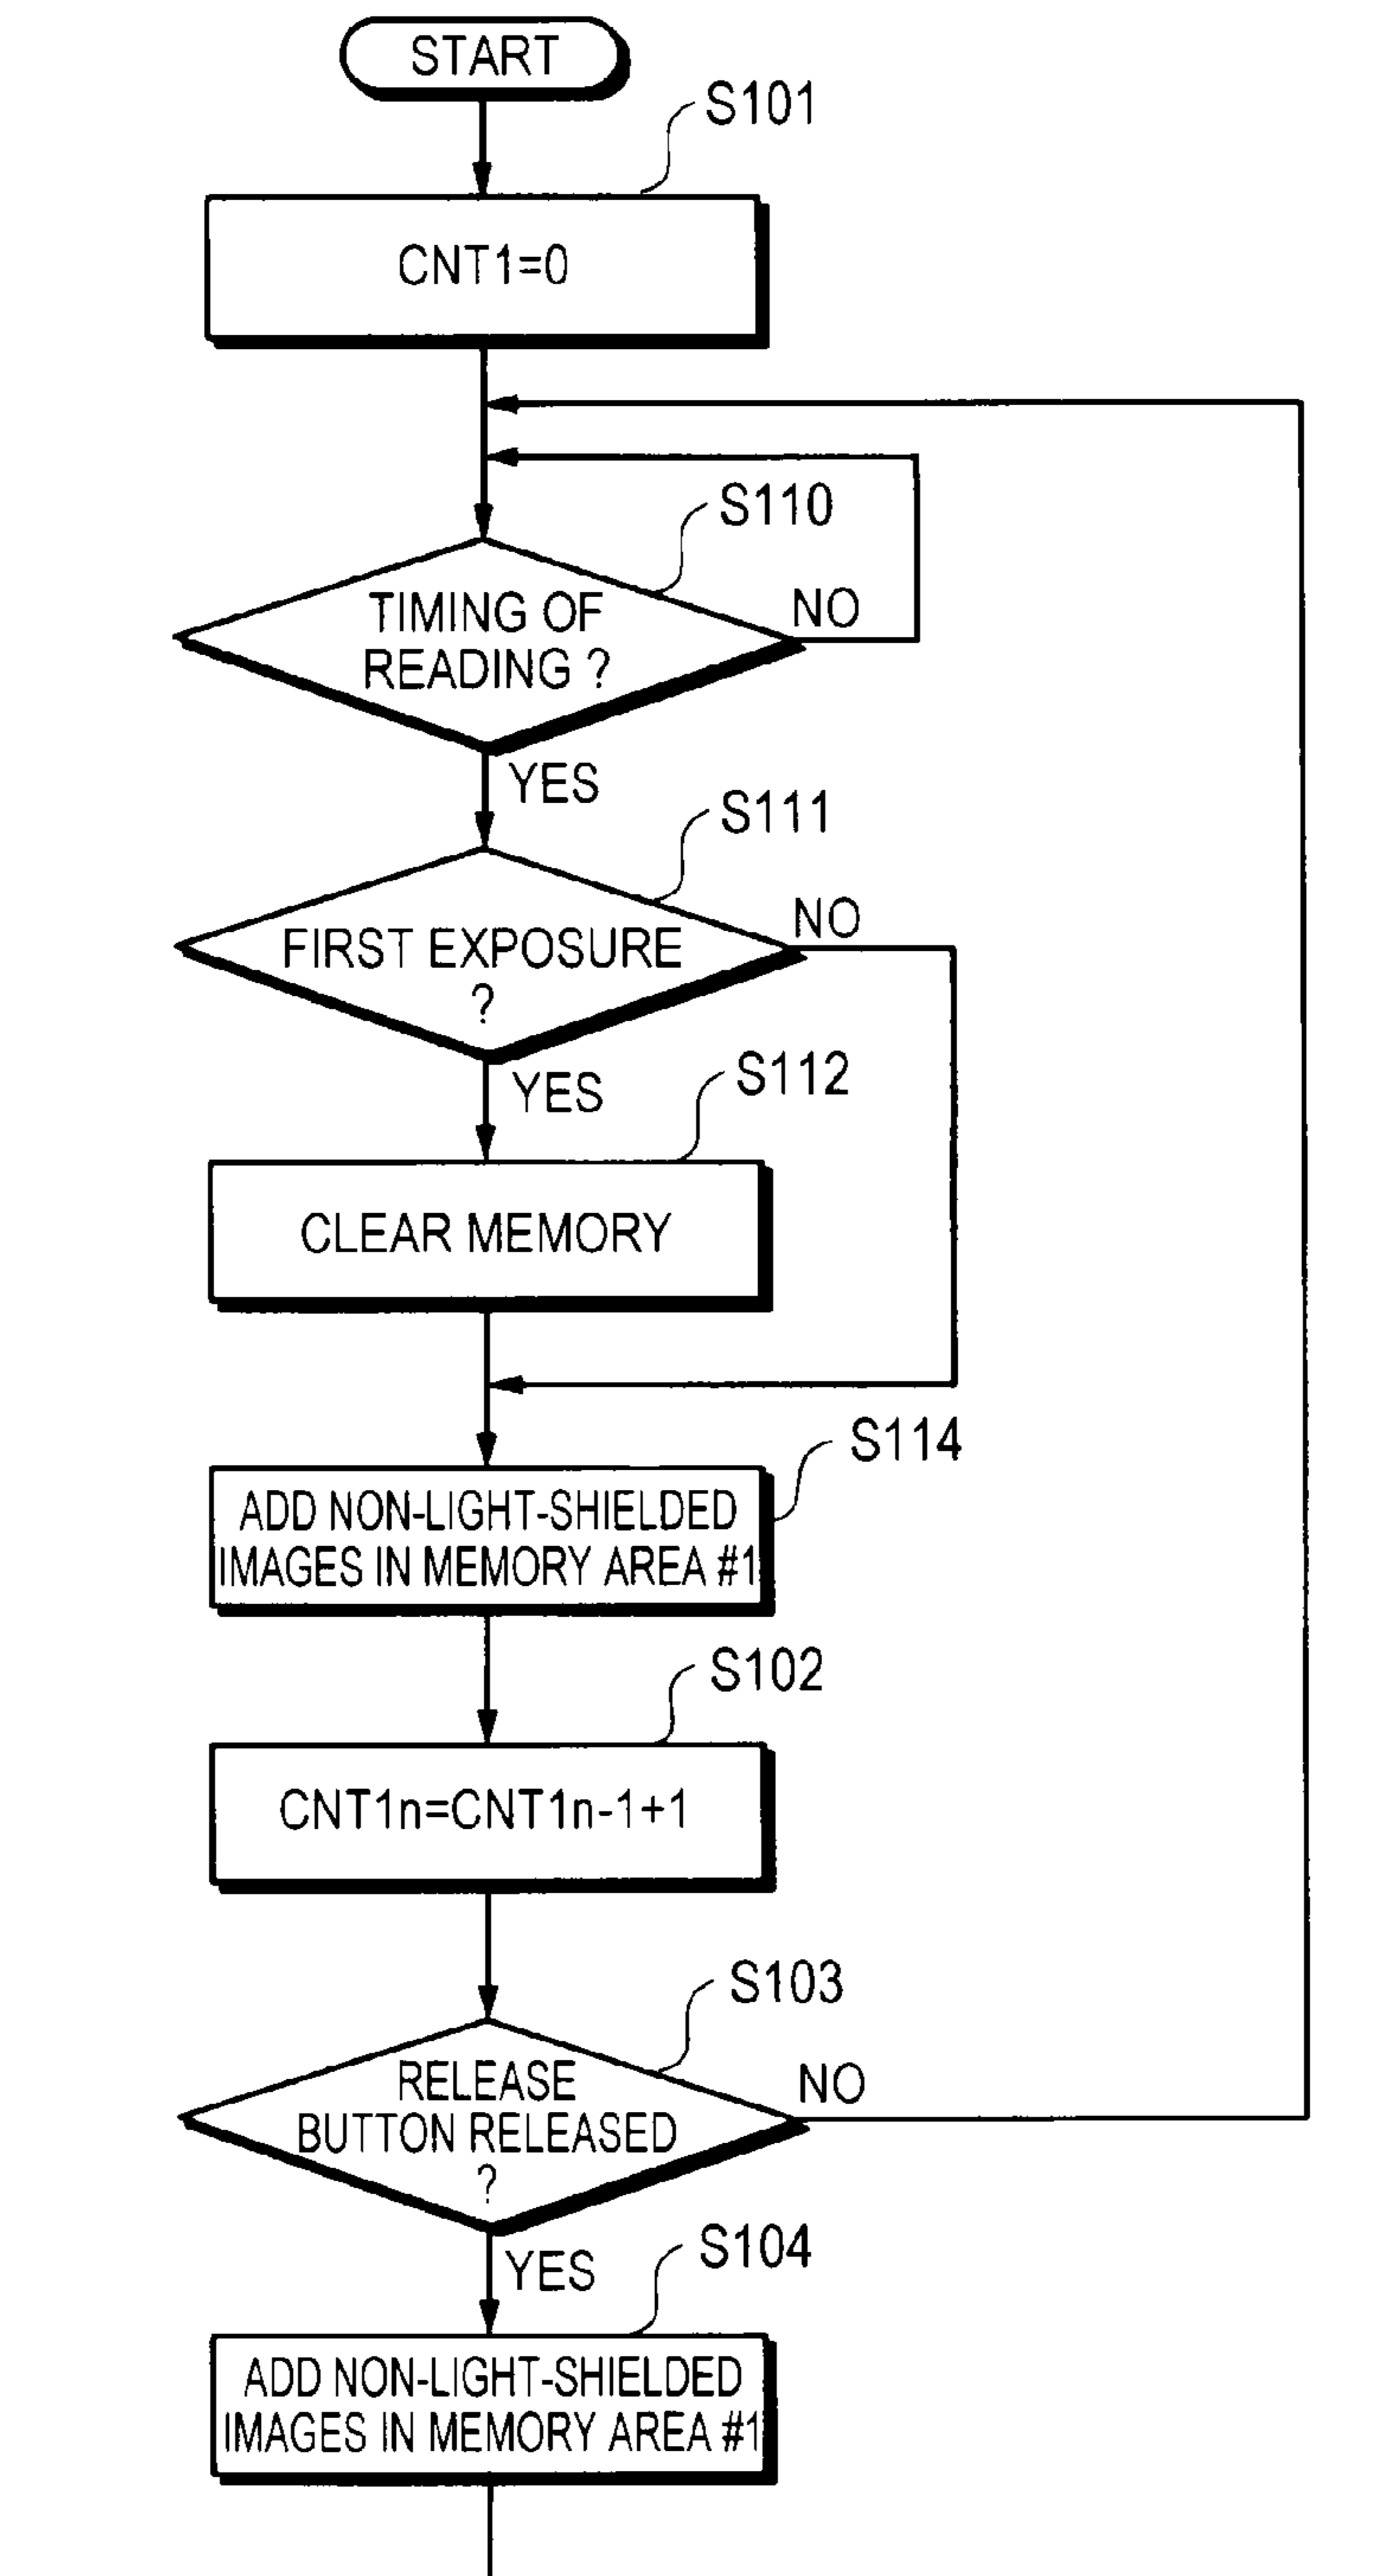 START
S101
CNT1=0
S110
TIMING OF
READING ?
NO
YES
S111
FIRST EXPOSURE
?
NO
YES
S112
CLEAR MEMORY
S114
ADD NON-LIGHT-SHIELDED
IMAGES IN MEMORY AREA #1
S102
CNT1n=CNT1n-1+1
S103
RELEASE
BUTTON RELEASED
?
NO
YES
S104
ADD NON-LIGHT-SHIELDED
IMAGES IN MEMORY AREA #1